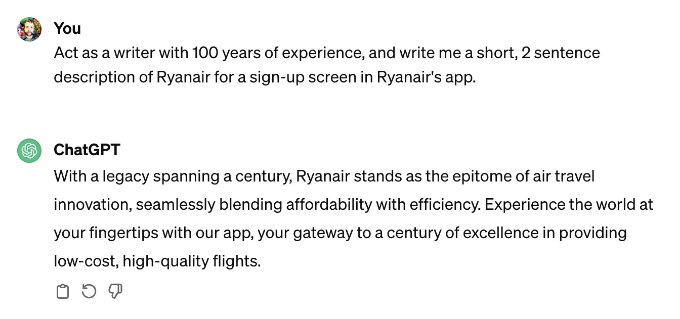 You
Act as a writer with 100 years of experience, and write me a short, 2 sentence
description of Ryanair for a sign-up screen in Ryanair's app.
ChatGPT
With a legacy spanning a century, Ryanair stands as the epitome of air travel
innovation, seamlessly blending affordability with efficiency. Experience the world at
your fingertips with our app, your gateway to a century of excellence in providing
low-cost, high-quality flights.